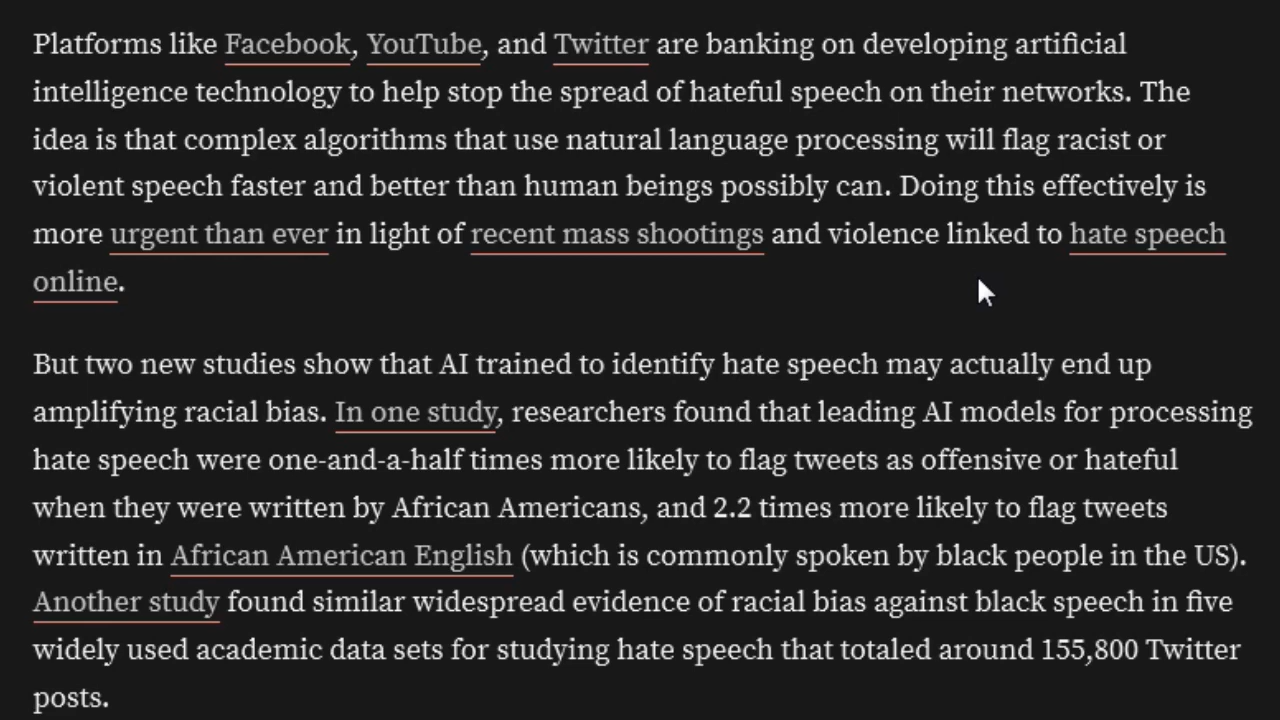 Platforms like Facebook, YouTube, and Twitter are banking on developing artificial
intelligence technology to help stop the spread of hateful speech on their networks. The
idea is that complex algorithms that use natural language processing will flag racist or
violent speech faster and better than human beings possibly can. Doing this effectively is
more urgent than ever in light of recent mass shootings and violence linked to hate speech
online.
But two new studies show that AI trained to identify hate speech may actually end up
amplifying racial bias. In one study, researchers found that leading AI models for processing
hate speech were one-and-a-half times more likely to flag tweets as offensive or hateful
when they were written by African Americans, and 2.2 times more likely to flag tweets
written in African American English (which is commonly spoken by black people in the US).
Another study found similar widespread evidence of racial bias against black speech in five
widely used academic data sets for studying hate speech that totaled around 155,800 Twitter
posts.